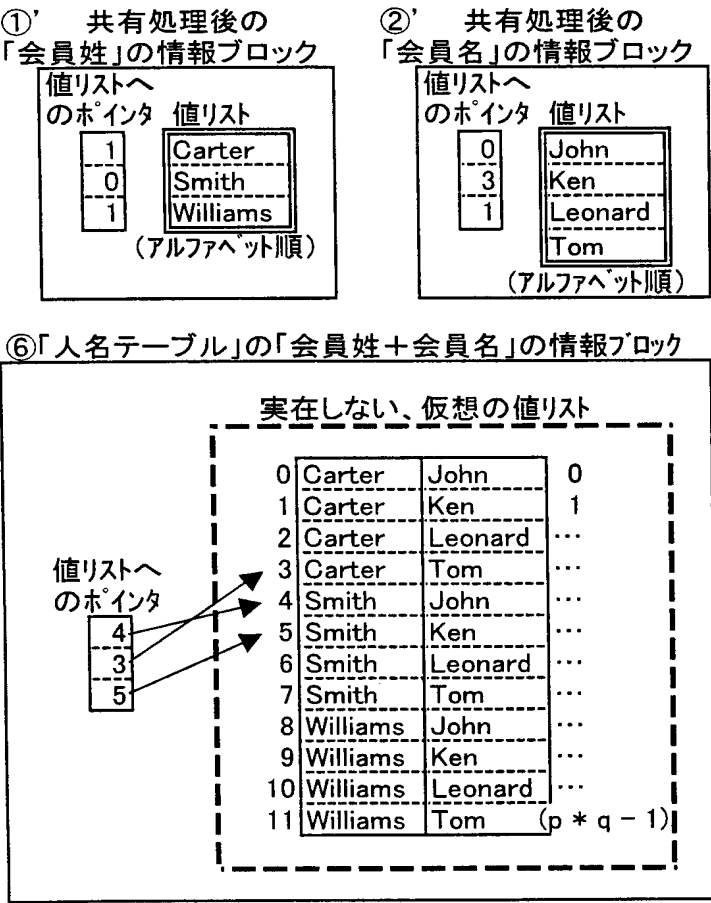 ①’ 共有処理後の
「会員姓」の情報ブロック
値リストへ
のポインタ 値リスト
1 Carter
0 Smith
1 Williams
(アルファベット順)
②’ 共有処理後の
「会員名」の情報ブロック
値リストへ
のポインタ 値リスト
0 John
3 Ken
1 Leonard
Tom
(アルファベット順)
⑥「人名テーブル」の「会員姓+会員名」の情報ブロック
実在しない、仮想の値リスト
0 Carter John 0
1 Carter Ken 1
2 Carter Leonard …
3 Carter Tom …
4 Smith John …
5 Smith Ken …
6 Smith Leonard …
7 Smith Tom …
8 Williams John …
9 Williams Ken …
10 Williams Leonard …
11 Williams Tom (p * q - 1)
値リストへ
のポインタ
4
3
5